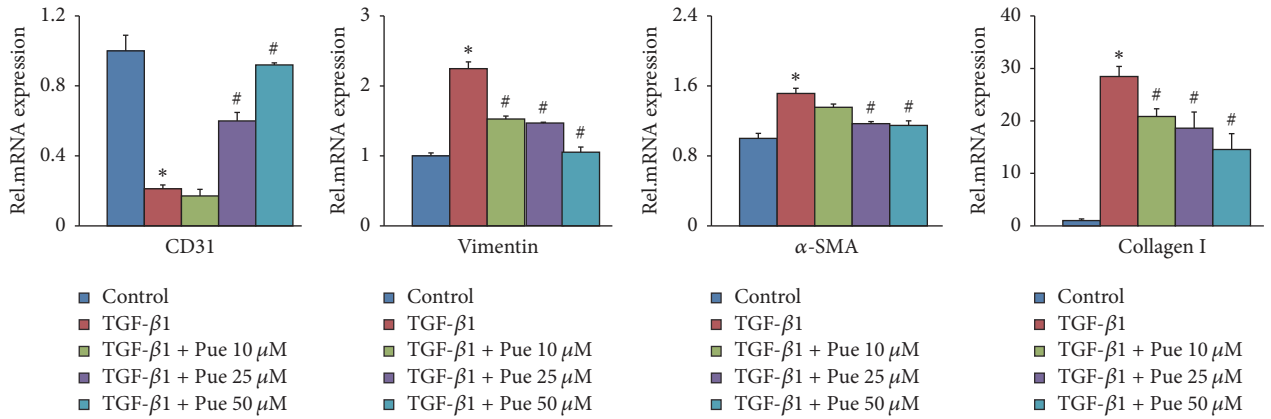 Rel.mRNA expression
1.2
0.8
0.4
0
*
#
#
CD31
Control
TGF-β1
TGF-β1 + Pue 10 μM
TGF-β1 + Pue 25 μM
TGF-β1 + Pue 50 μM
Rel.mRNA expression
3
2
1
0
*
#
#
#
Vimentin
Control
TGF-β1
TGF-β1 + Pue 10 μM
TGF-β1 + Pue 25 μM
TGF-β1 + Pue 50 μM
Rel.mRNA expression
2.4
1.6
0.8
0
*
#
#
α-SMA
Control
TGF-β1
TGF-β1 + Pue 10 μM
TGF-β1 + Pue 25 μM
TGF-β1 + Pue 50 μM
Rel.mRNA expression
40
30
20
10
0
*
#
#
#
Collagen I
Control
TGF-β1
TGF-β1 + Pue 10 μM
TGF-β1 + Pue 25 μM
TGF-β1 + Pue 50 μM